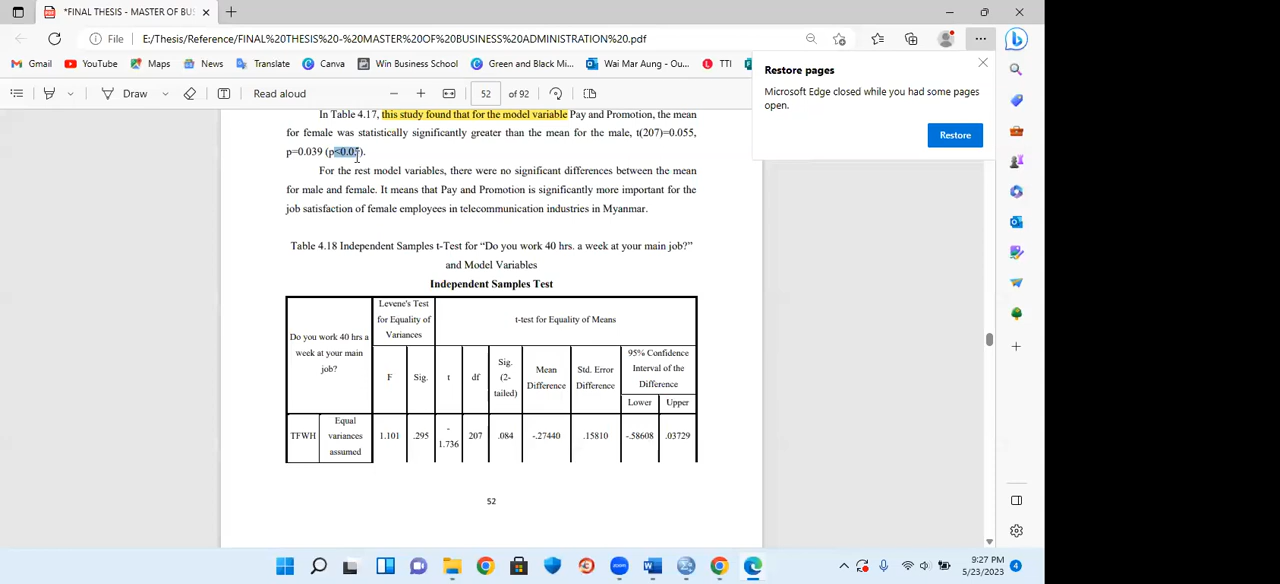 *FINAL THESIS - MASTER OF BUS
File E:/Thesis/Reference/FINAL%20THESIS%20-%20MASTER%20OF%20BUSINESS%20ADMINISTRATION%20.pdf
Gmail YouTube Maps News Translate Canva Win Business School Green and Black Mi... Wai Mar Aung - Ou... TTI
Draw Read aloud 52 of 92
Restore pages
Microsoft Edge closed while you had some pages
open.
Restore
In Table 4.17, this study found that for the model variable Pay and Promotion, the mean
for female was statistically significantly greater than the mean for the male, t(207)=0.055,
p=0.039 (p<0.05).
For the rest model variables, there were no significant differences between the mean
for male and female. It means that Pay and Promotion is significantly more important for the
job satisfaction of female employees in telecommunication industries in Myanmar.
Table 4.18 Independent Samples t-Test for “Do you work 40 hrs. a week at your main job?”
and Model Variables
Independent Samples Test
Do you work 40 hrs a
week at your main
job?
Levene's Test
for Equality of
Variances
t-test for Equality of Means
F
Sig.
t
df
Sig.
(2-
tailed)
Mean
Difference
Std. Error
Difference
95% Confidence
Interval of the
Difference
Lower Upper
TFWH
Equal
variances
assumed
1.101 .295
-
1.736
207 .084 -.27440 .15810 -.58608 .03729
52
9:27 PM
5/23/2023
4